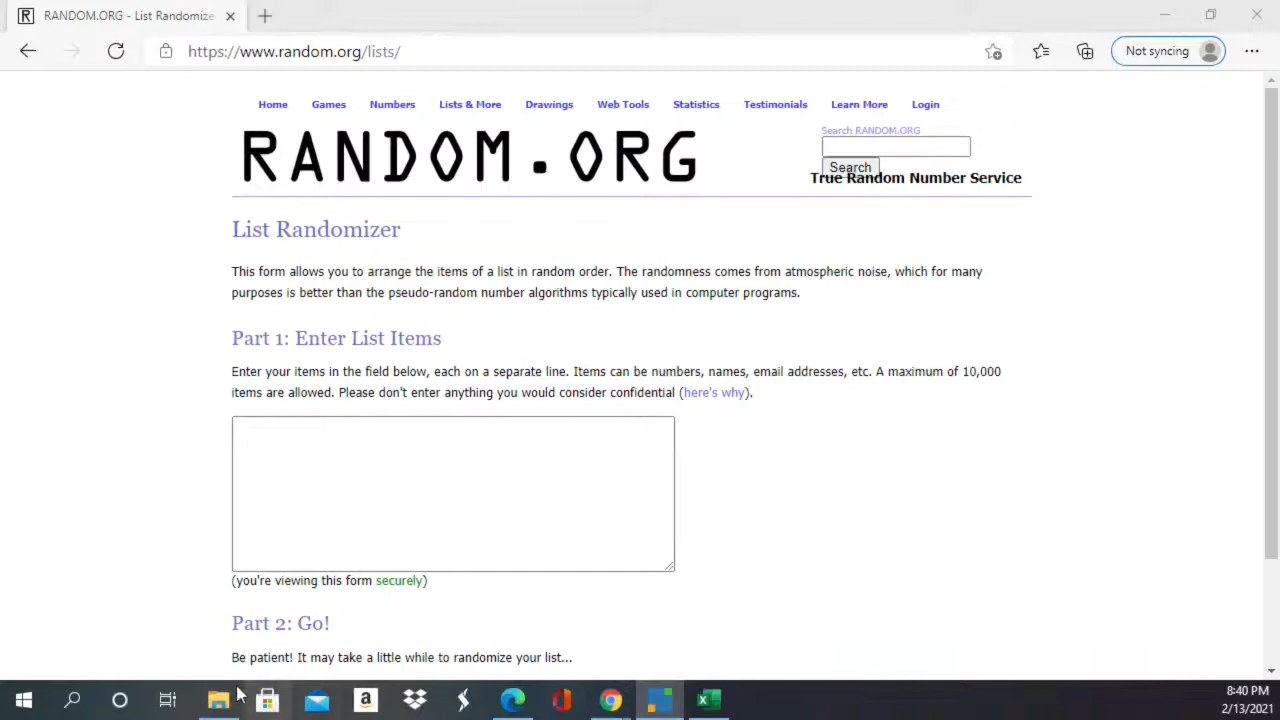 RANDOM.ORG - List Randomize
https://www.random.org/lists/
Not syncing
Home Games Numbers Lists & More Drawings Web Tools Statistics Testimonials Learn More Login
RANDOM.ORG
Search RANDOM.ORG
Search
True Random Number Service
List Randomizer
This form allows you to arrange the items of a list in random order. The randomness comes from atmospheric noise, which for many
purposes is better than the pseudo-random number algorithms typically used in computer programs.
Part 1: Enter List Items
Enter your items in the field below, each on a separate line. Items can be numbers, names, email addresses, etc. A maximum of 10,000
items are allowed. Please don't enter anything you would consider confidential (here's why).
(you're viewing this form securely)
Part 2: Go!
Be patient! It may take a little while to randomize your list...
8:40 PM
2/13/2021